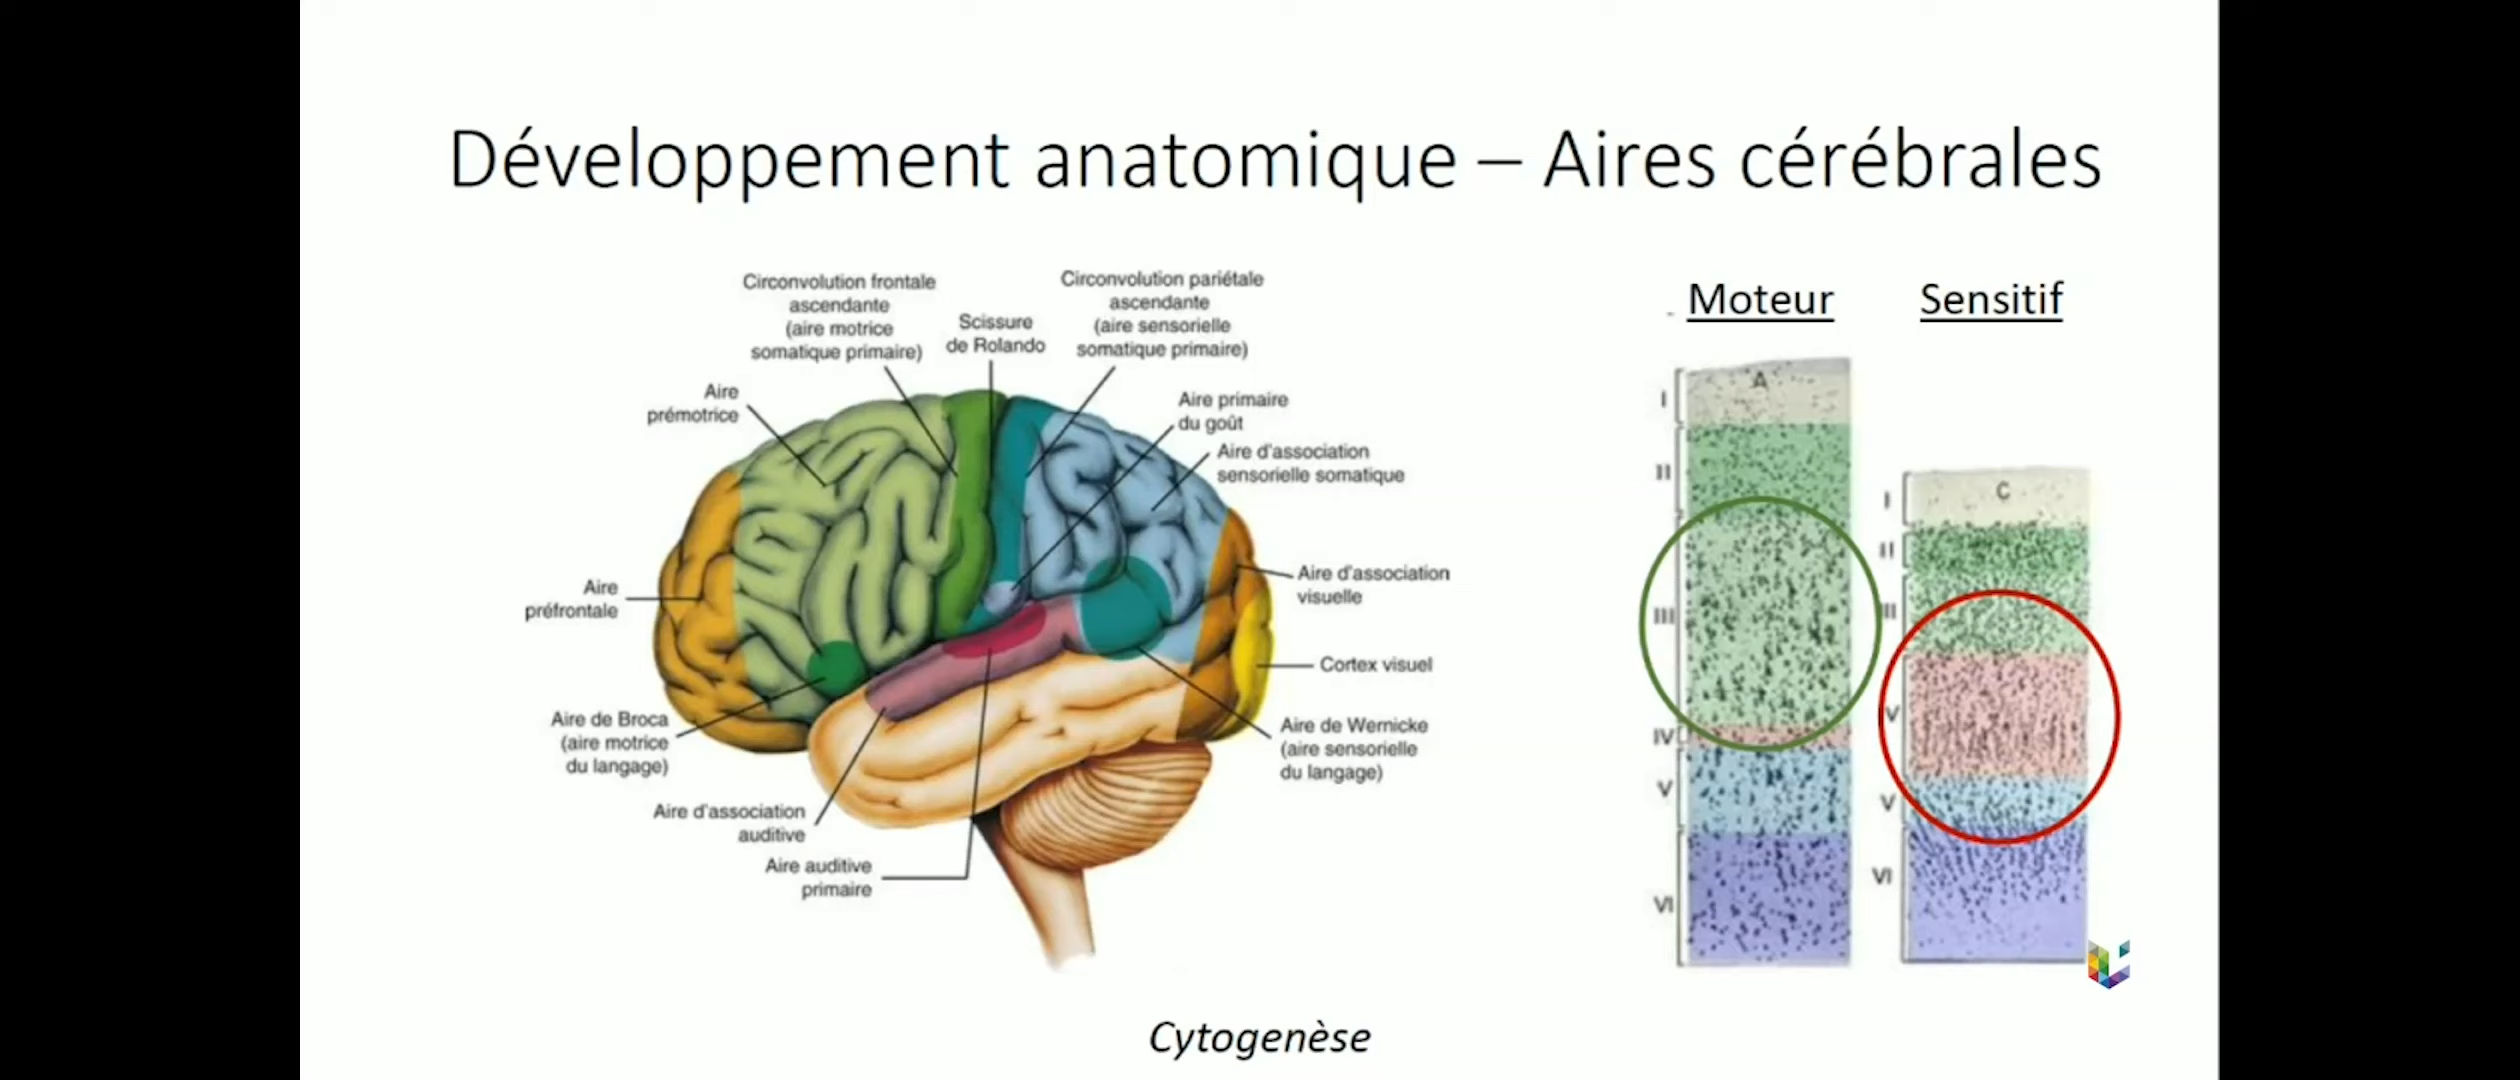 Développement anatomique – Aires cérébrales
Circonvolution frontale
ascendante
(aire motrice
somatique primaire)
Scissure
de Rolando
Circonvolution pariétale
ascendante
(aire sensorielle
somatique primaire)
Aire
prémotrice
Aire primaire
du goût
Aire d'association
sensorielle somatique
Aire
préfrontale
Aire d'association
visuelle
Cortex visuel
Aire de Broca
(aire motrice
du langage)
Aire de Wernicke
(aire sensorielle
du langage)
Aire d'association
auditive
Aire auditive
primaire
Moteur
A
I
II
III
IV
V
VI
Sensitif
C
I
II
III
V
V
VI
Cytogenèse